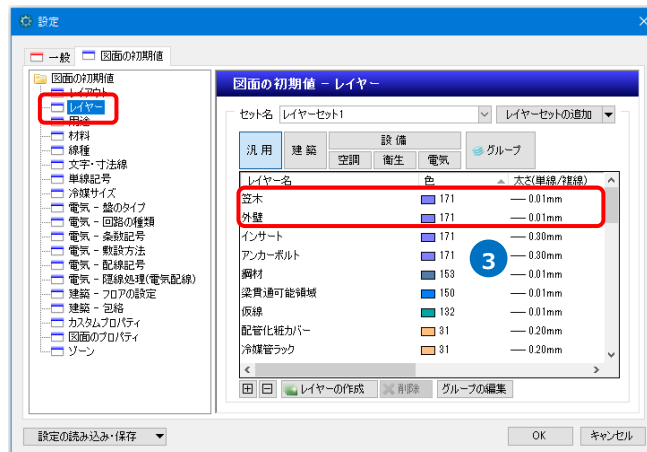 設定
一般 図面の初期値
図面の初期値
レイアウト
レイヤー
用途
材料
線種
文字・寸法線
単線記号
冷媒サイズ
電気 - 盤のタイプ
電気 - 回路の種類
電気 - 条数記号
電気 - 敷設方法
電気 - 配線記号
電気 - 隠線処理(電気配線)
建築 - フロアの設定
建築 - 包絡
カスタムプロパティ
図面のプロパティ
ゾーン
図面の初期値 - レイヤー
セット名 レイヤーセット1 レイヤーセットの追加
汎用 建築 設備 空調 衛生 電気 グループ
レイヤー名 色 太さ(単線/複線)
笠木 171 0.01mm
外壁 171 0.01mm
インサート 171 0.30mm
アンカーボルト 171 0.30mm
鋼材 153 0.01mm
梁貫通可能領域 150 0.01mm
仮線 132 0.01mm
配管化粧カバー 31 0.20mm
冷媒管ラック 31 0.20mm
3
レイヤーの作成 削除 グループの編集
設定の読み込み・保存 OK キャンセル